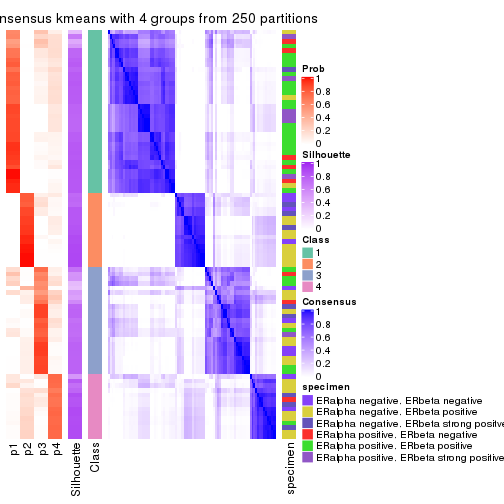 nsensus kmeans with 4 groups from 250 partitions
Prob
1
0.8
0.6
0.4
0.2
0
Silhouette
1
0.8
0.6
0.4
0.2
0
Class
1
2
3
4
Consensus
1
0.8
0.6
0.4
0.2
0
specimen
ERalpha negative. ERbeta negative
ERalpha negative. ERbeta positive
ERalpha negative. ERbeta strong positive
ERalpha positive. ERbeta negative
ERalpha positive. ERbeta positive
ERalpha positive. ERbeta strong positive
p1
p2
p3
p4
Silhouette
Class
specimen